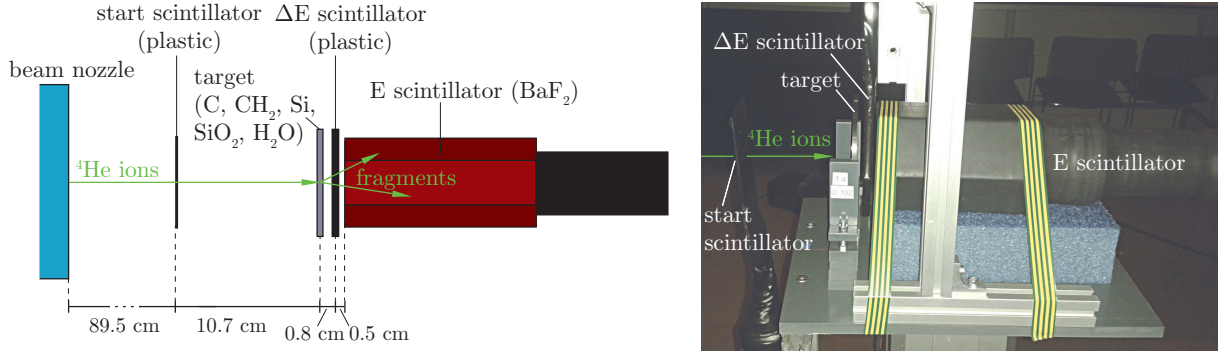 start scintillator
(plastic)
ΔE scintillator
(plastic)
beam nozzle
target
(C, CH₂, Si,
SiO₂, H₂O)
E scintillator (BaF₂)
⁴He ions
fragments
89.5 cm
10.7 cm
0.8 cm
0.5 cm
ΔE scintillator
target
⁴He ions
E scintillator
start
scintillator